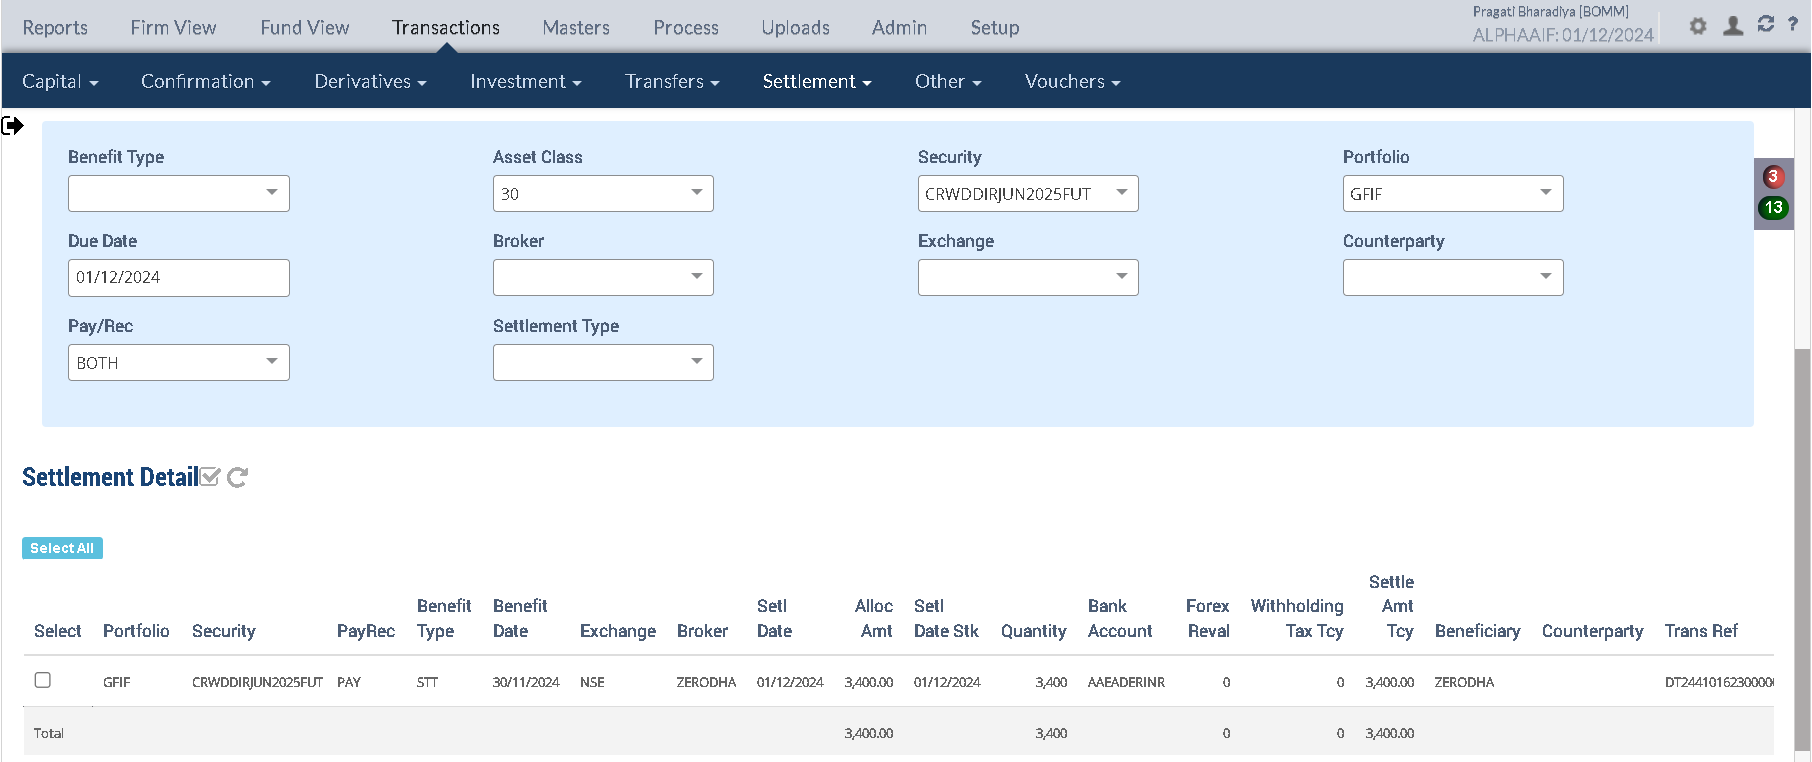 Reports Firm View Fund View Transactions Masters Process Uploads Admin Setup
Pragati Bharadiya [BOMM]
ALPHAAIF: 01/12/2024
?
Capital Confirmation Derivatives Investment Transfers Settlement Other Vouchers
Benefit Type Asset Class Security Portfolio
30 CRWDDIRJUN2025FUT GFIF
3
13
Due Date Broker Exchange Counterparty
01/12/2024
Pay/Rec Settlement Type
BOTH
Settlement Detail
Select All
Select Portfolio Security PayRec Benefit Type Benefit Date Exchange Broker Setl Date Alloc Amt Setl Date Stk Quantity Bank Account Forex Reval Withholding Tax Tcy Settle Amt Tcy Beneficiary Counterparty Trans Ref
GFIF CRWDDIRJUN2025FUT PAY STT 30/11/2024 NSE ZERODHA 01/12/2024 3,400.00 01/12/2024 3,400 AAEADERINR 0 0 3,400.00 ZERODHA
Total 3,400.00 3,400 0 0 3,400.00